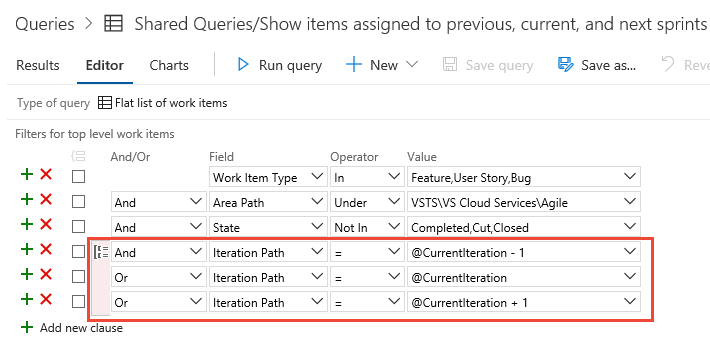 Queries > Shared Queries/Show items assigned to previous, current, and next sprints
Results Editor Charts Run query New Save query Save as... Reve
Type of query Flat list of work items
Filters for top level work items
And/Or Field Operator Value
Work Item Type In Feature,User Story,Bug
And Area Path Under VSTS\VS Cloud Services\Agile
And State Not In Completed,Cut,Closed
And Iteration Path = @CurrentIteration - 1
Or Iteration Path = @CurrentIteration
Or Iteration Path = @CurrentIteration + 1
Add new clause